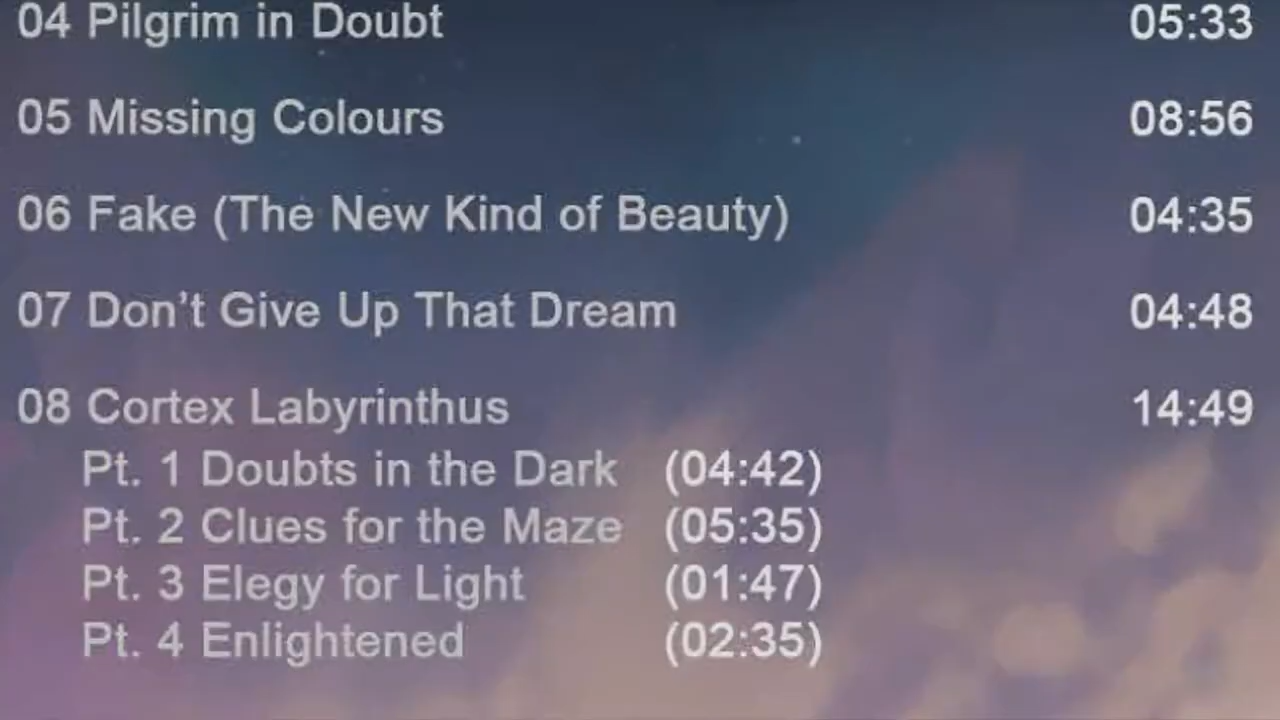 04 Pilgrim in Doubt 05:33
05 Missing Colours 08:56
06 Fake (The New Kind of Beauty) 04:35
07 Don’t Give Up That Dream 04:48
08 Cortex Labyrinthus 14:49
Pt. 1 Doubts in the Dark (04:42)
Pt. 2 Clues for the Maze (05:35)
Pt. 3 Elegy for Light (01:47)
Pt. 4 Enlightened (02:35)